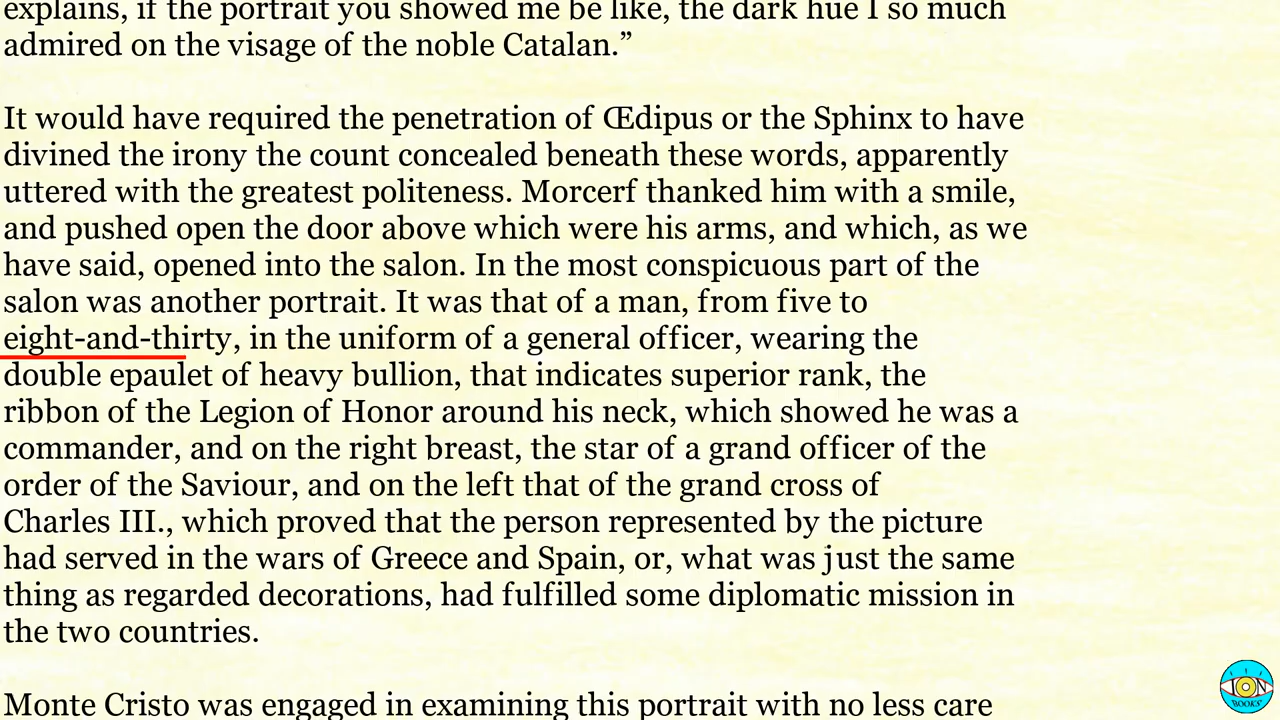 explains, if the portrait you showed me be like, the dark hue I so much
admired on the visage of the noble Catalan.”
It would have required the penetration of Œdipus or the Sphinx to have
divined the irony the count concealed beneath these words, apparently
uttered with the greatest politeness. Morcerf thanked him with a smile,
and pushed open the door above which were his arms, and which, as we
have said, opened into the salon. In the most conspicuous part of the
salon was another portrait. It was that of a man, from five to
eight-and-thirty, in the uniform of a general officer, wearing the
double epaulet of heavy bullion, that indicates superior rank, the
ribbon of the Legion of Honor around his neck, which showed he was a
commander, and on the right breast, the star of a grand officer of the
order of the Saviour, and on the left that of the grand cross of
Charles III., which proved that the person represented by the picture
had served in the wars of Greece and Spain, or, what was just the same
thing as regarded decorations, had fulfilled some diplomatic mission in
the two countries.
Monte Cristo was engaged in examining this portrait with no less care
ION
BOOKS